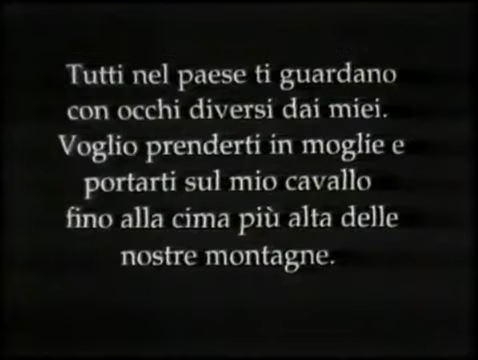 Tutti nel paese ti guardano
con occhi diversi dai miei.
Voglio prenderti in moglie e
portarti sul mio cavallo
fino alla cima più alta delle
nostre montagne.